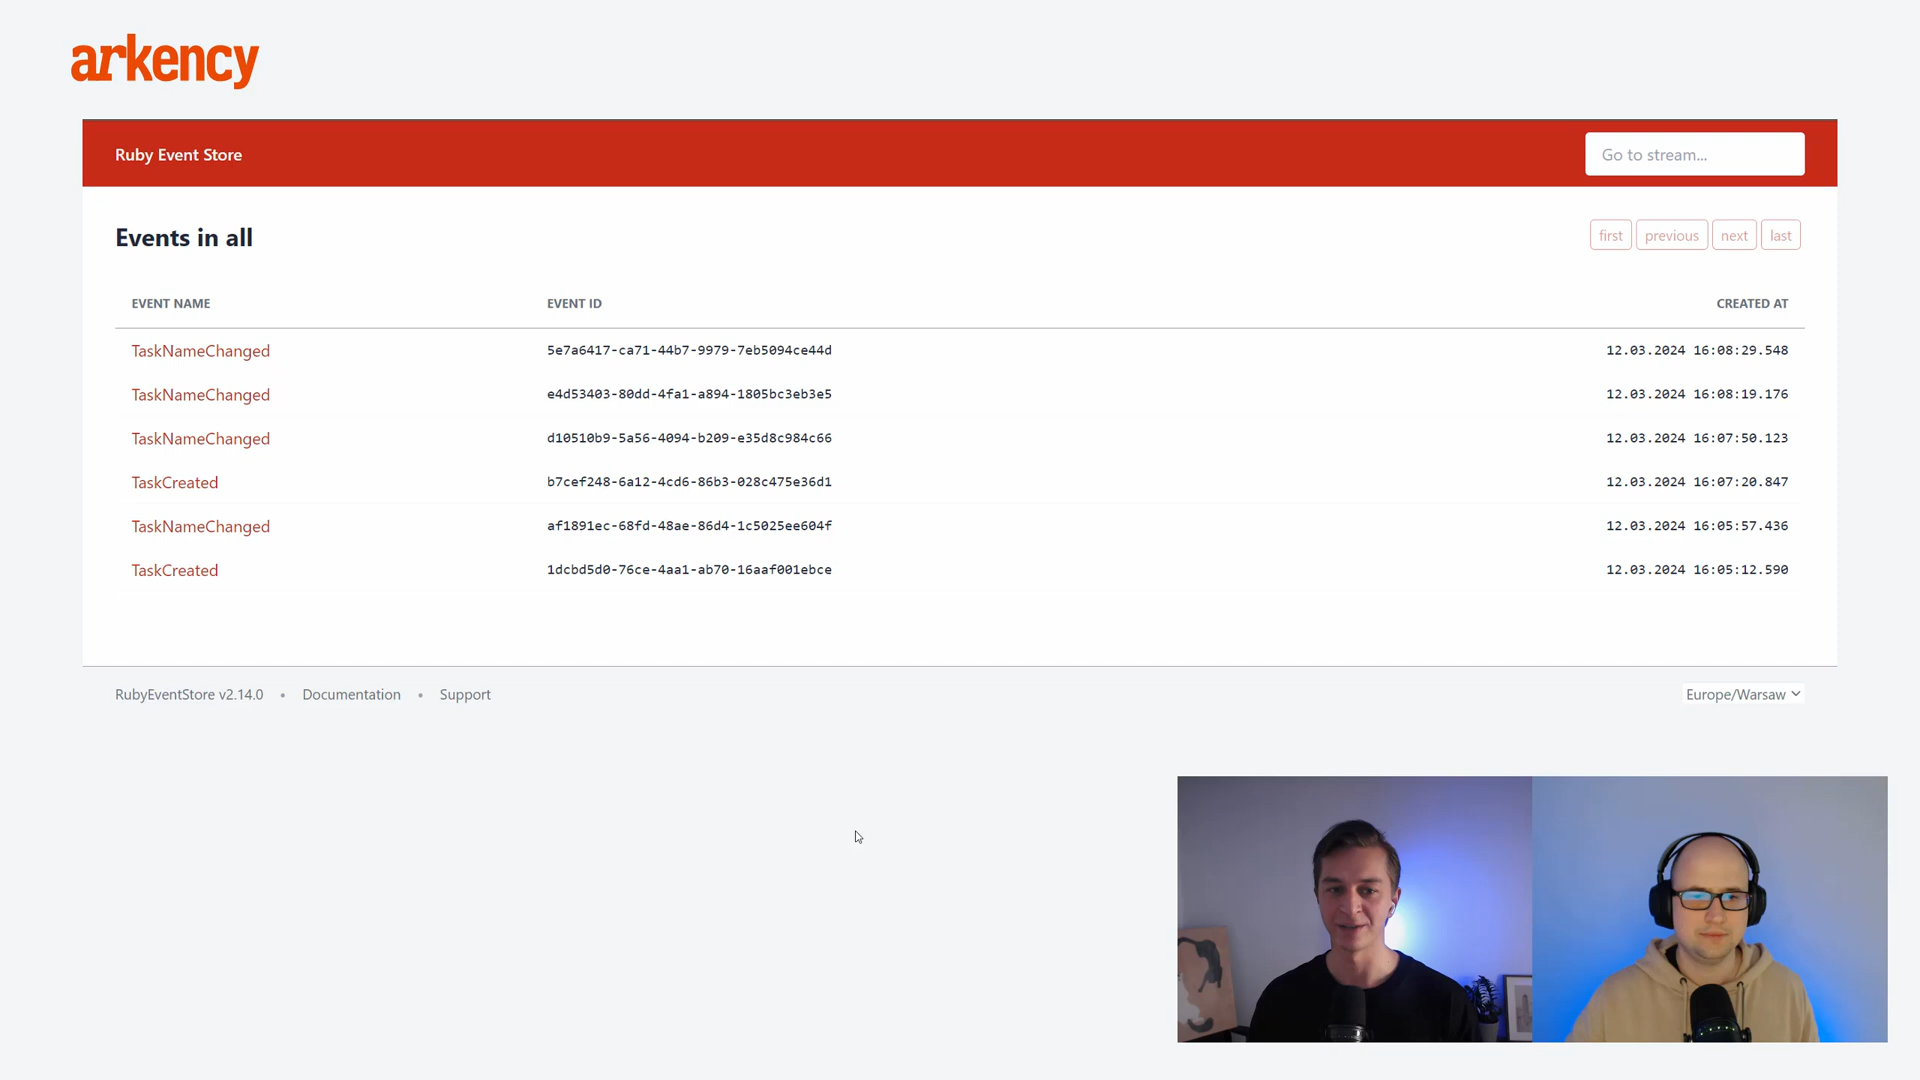 arkency
Ruby Event Store
Go to stream...
Events in all
first previous next last
EVENT NAME EVENT ID CREATED AT
TaskNameChanged 5e7a6417-ca71-44b7-9979-7eb5094ce44d 12.03.2024 16:08:29.548
TaskNameChanged e4d53403-80dd-4fa1-a894-1805bc3eb3e5 12.03.2024 16:08:19.176
TaskNameChanged d10510b9-5a56-4094-b209-e35d8c984c66 12.03.2024 16:07:50.123
TaskCreated b7cef248-6a12-4cd6-86b3-028c475e36d1 12.03.2024 16:07:20.847
TaskNameChanged af1891ec-68fd-48ae-86d4-1c5025ee604f 12.03.2024 16:05:57.436
TaskCreated 1dcbd5d0-76ce-4aa1-ab70-16aaf001ebce 12.03.2024 16:05:12.590
RubyEventStore v2.14.0 • Documentation • Support Europe/Warsaw